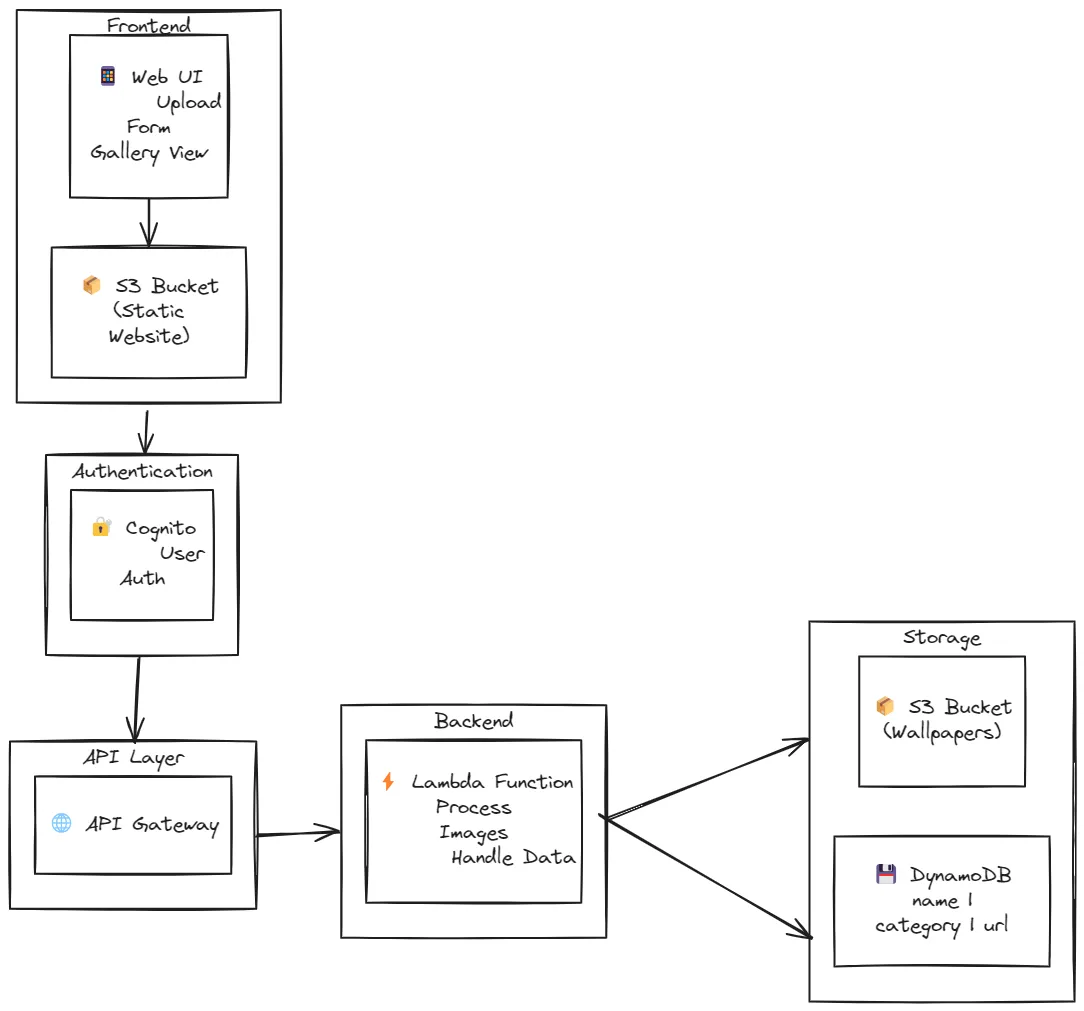 Frontend
Web UI
Upload
Form
Gallery View
S3 Bucket
(Static
Website)
Authentication
Cognito
User
Auth
API Layer
API Gateway
Backend
Lambda Function
Process
Images
Handle Data
Storage
S3 Bucket
(Wallpapers)
DynamoDB
name |
category | url